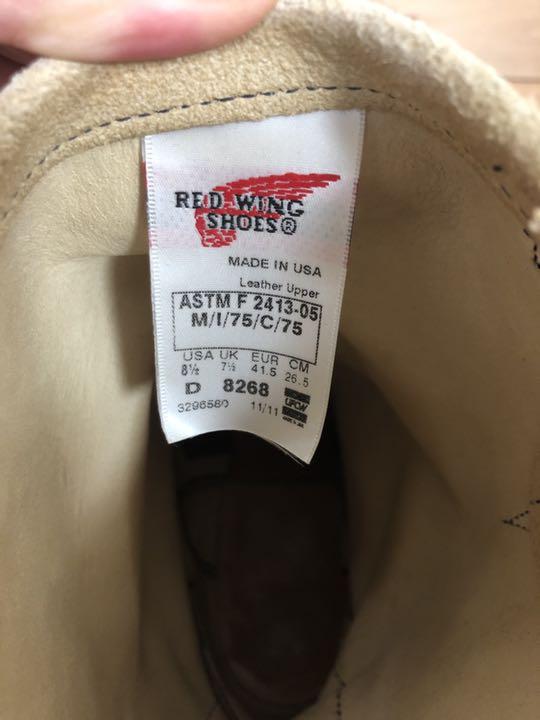 RED WING
SHOES®
MADE IN USA
Leather Upper
ASTM F 2413-05
M/I/75/C/75
USA UK EUR CM
8½ 7½ 41.5 26.5
D 8268
3296580 11/11
UFCW